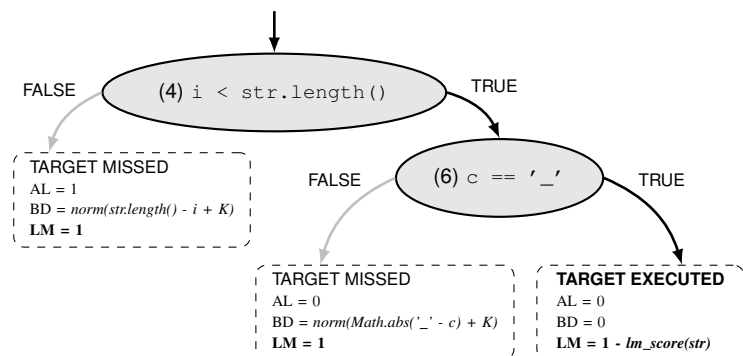 (4) i < str.length()
FALSE
TRUE
TARGET MISSED
AL = 1
BD = norm(str.length() - i + K)
LM = 1
(6) c == '_'
FALSE
TRUE
TARGET MISSED
AL = 0
BD = norm(Math.abs('_' - c) + K)
LM = 1
TARGET EXECUTED
AL = 0
BD = 0
LM = 1 - lm_score(str)